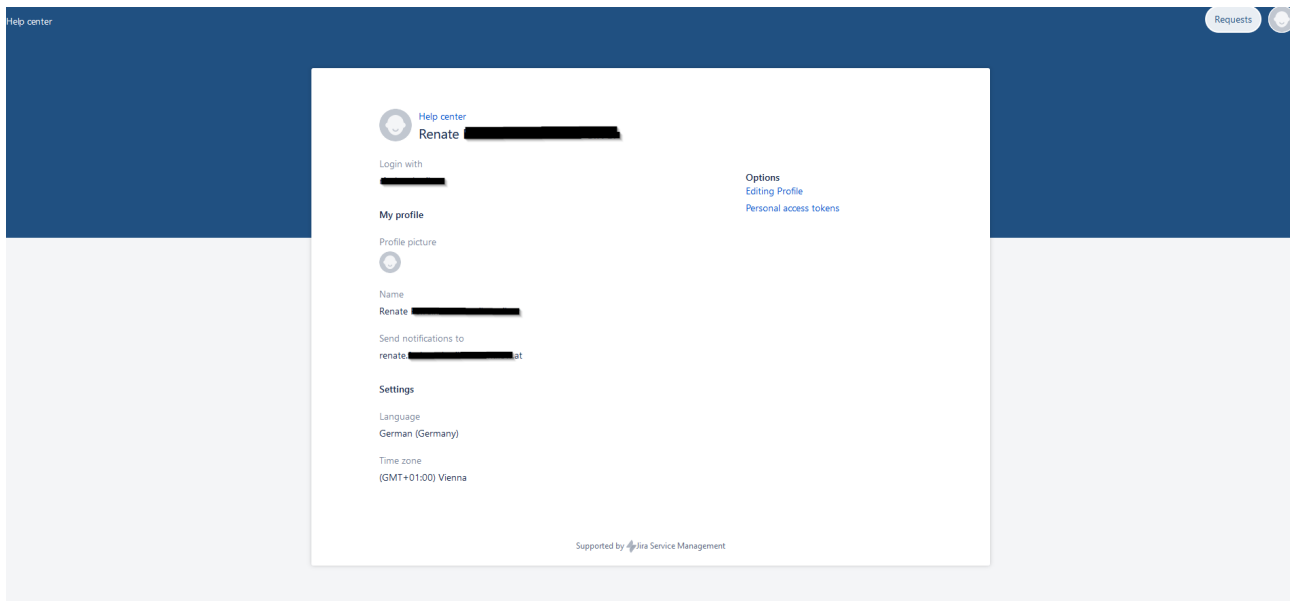 Help center
Requests
Help center
Renate
Login with
Options
Editing Profile
Personal access tokens
My profile
Profile picture
Name
Renate
Send notifications to
renate. at
Settings
Language
German (Germany)
Time zone
(GMT+01:00) Vienna
Supported by Jira Service Management